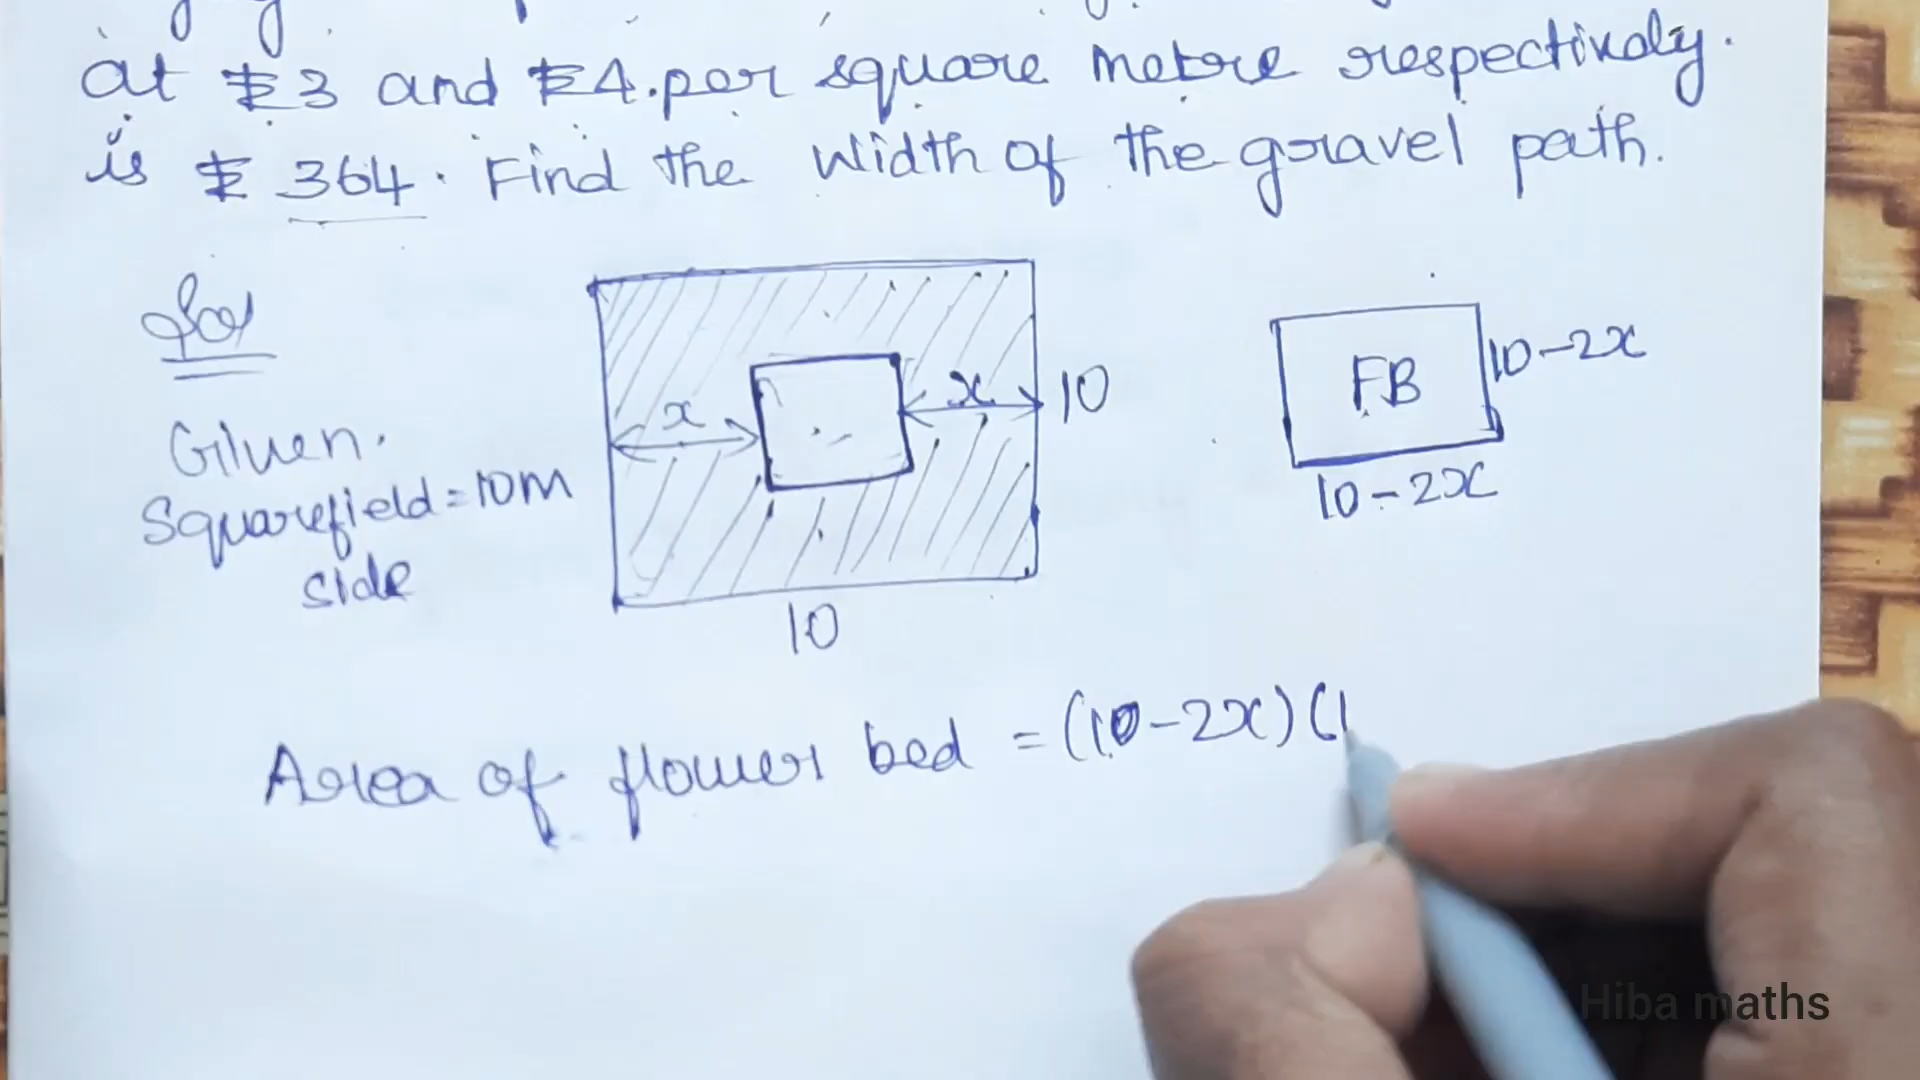 at ₹3 and ₹4.per square metre respectively.
is ₹ 364. Find the width of the gravel path.
Sol
Given.
Squarefield = 10m
side
x
x
10
10
FB
10-2x
10-2x
Area of flower bed = (10-2x)(1
Hiba maths